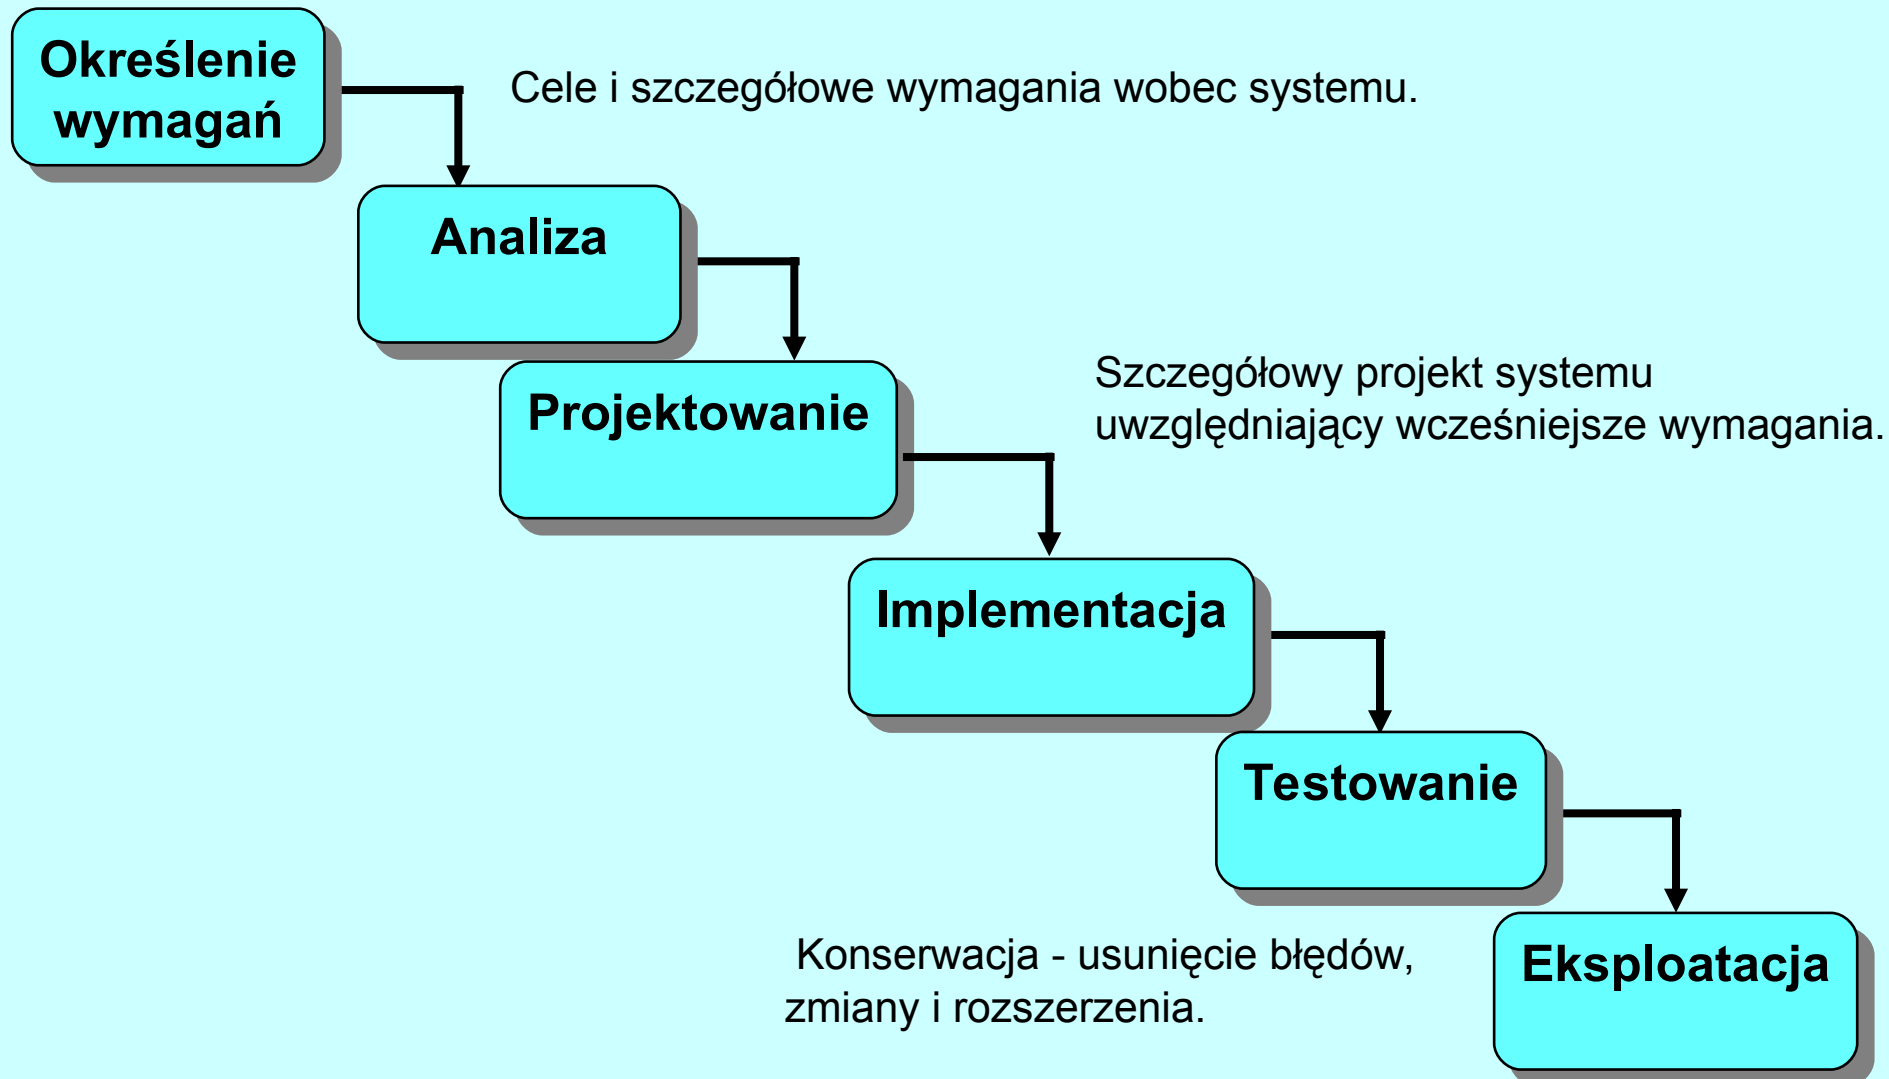 Określenie
wymagań
Cele i szczegółowe wymagania wobec systemu.
Analiza
Projektowanie
Szczegółowy projekt systemu
uwzględniający wcześniejsze wymagania.
Implementacja
Testowanie
Konserwacja - usunięcie błędów,
zmiany i rozszerzenia.
Eksploatacja